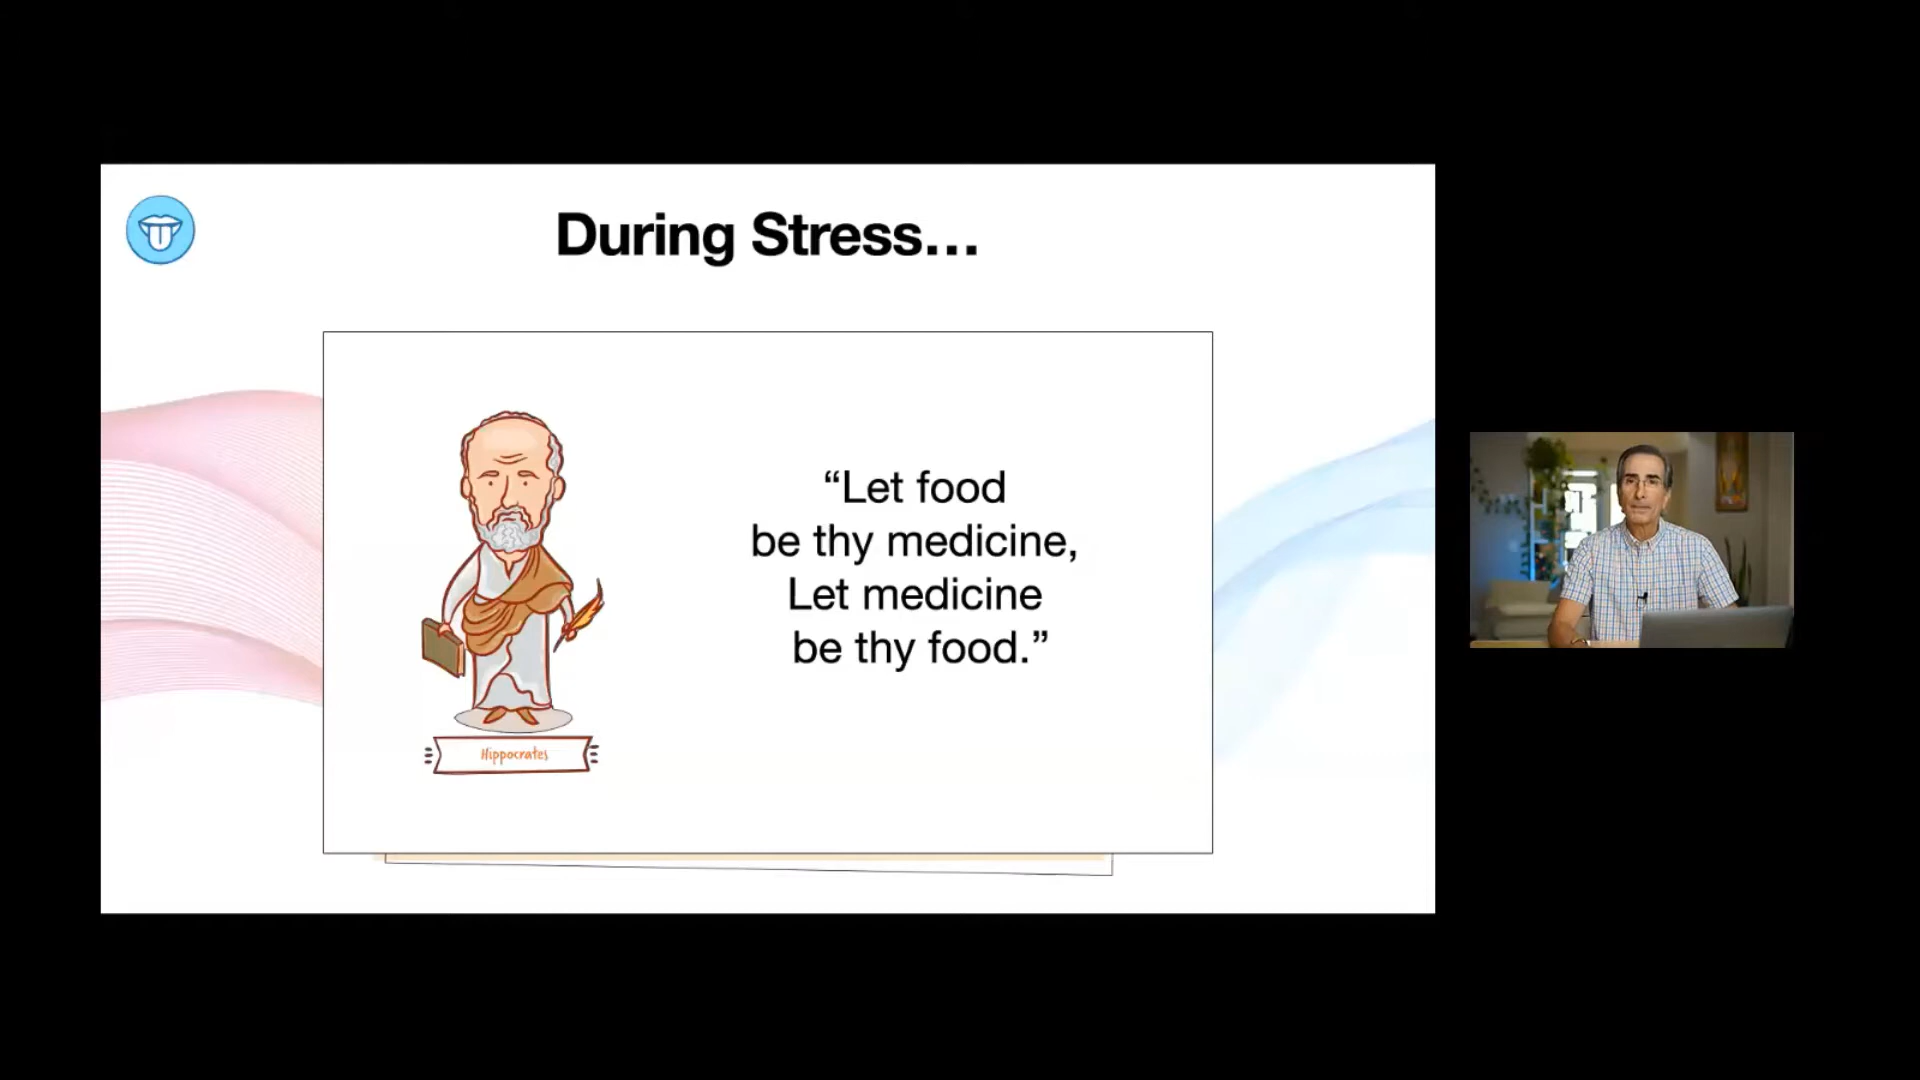 During Stress…
“Let food
be thy medicine,
Let medicine
be thy food.”
Hippocrates